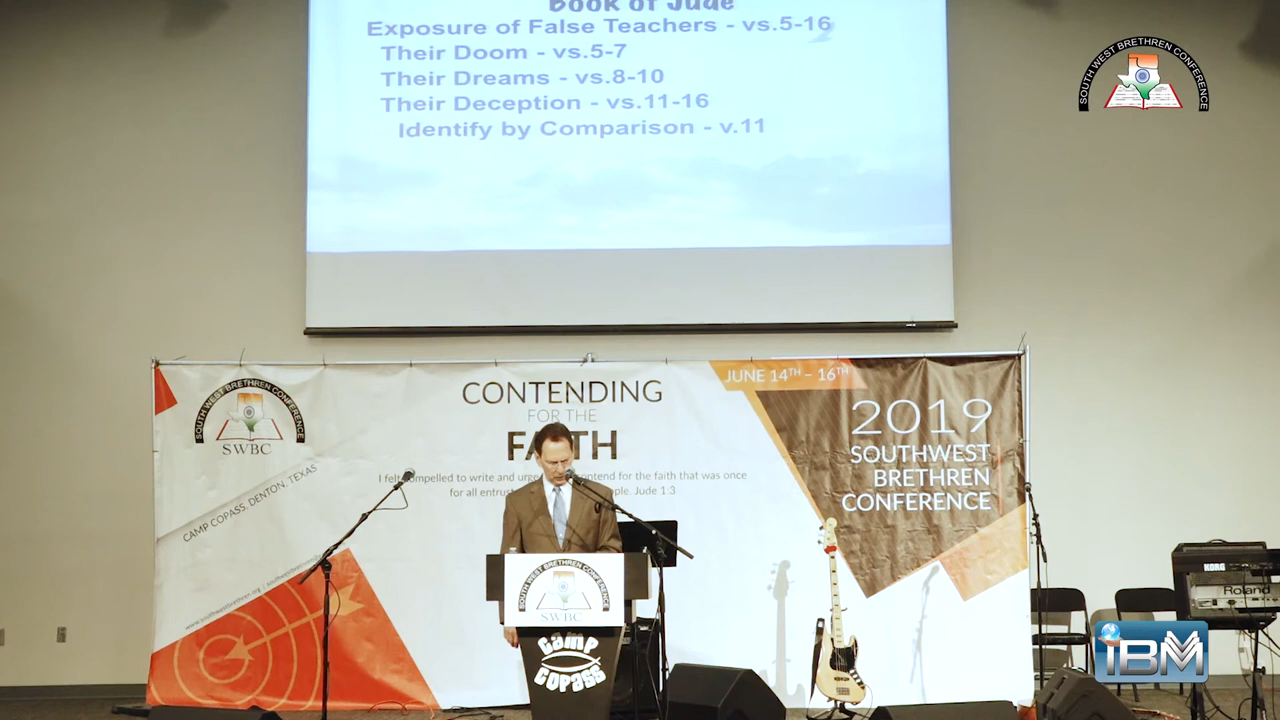 Book of Jude
Exposure of False Teachers - vs.5-16
Their Doom - vs.5-7
Their Dreams - vs.8-10
Their Deception - vs.11-16
Identify by Comparison - v.11
SOUTH WEST BRETHREN CONFERENCE
SOUTH WEST BRETHREN CONFERENCE
SWBC
CAMP COPASS, DENTON, TEXAS
CONTENDING
FOR THE
FAITH
I felt compelled to write and urge contend for the faith that was once
for all Jude 1:3
JUNE 14TH – 16TH
2019
SOUTHWEST
BRETHREN
CONFERENCE
SOUTH WEST BRETHREN CONFERENCE
SWBC
CAMP
COPASS
KORG
Roland
iBMM